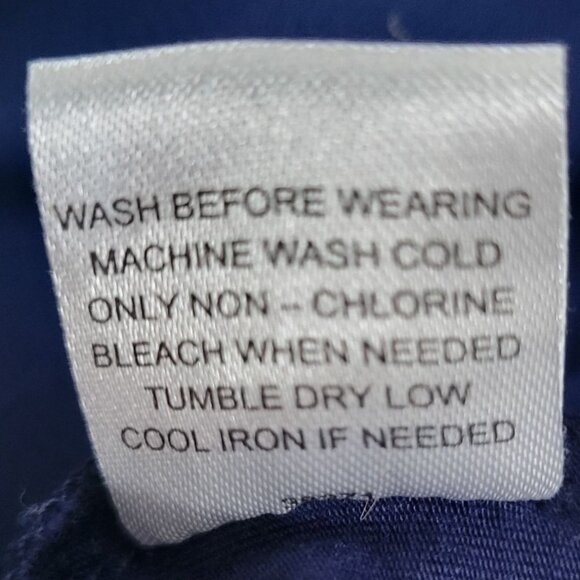 WASH BEFORE WEARING
MACHINE WASH COLD
ONLY NON – CHLORINE
BLEACH WHEN NEEDED
TUMBLE DRY LOW
COOL IRON IF NEEDED